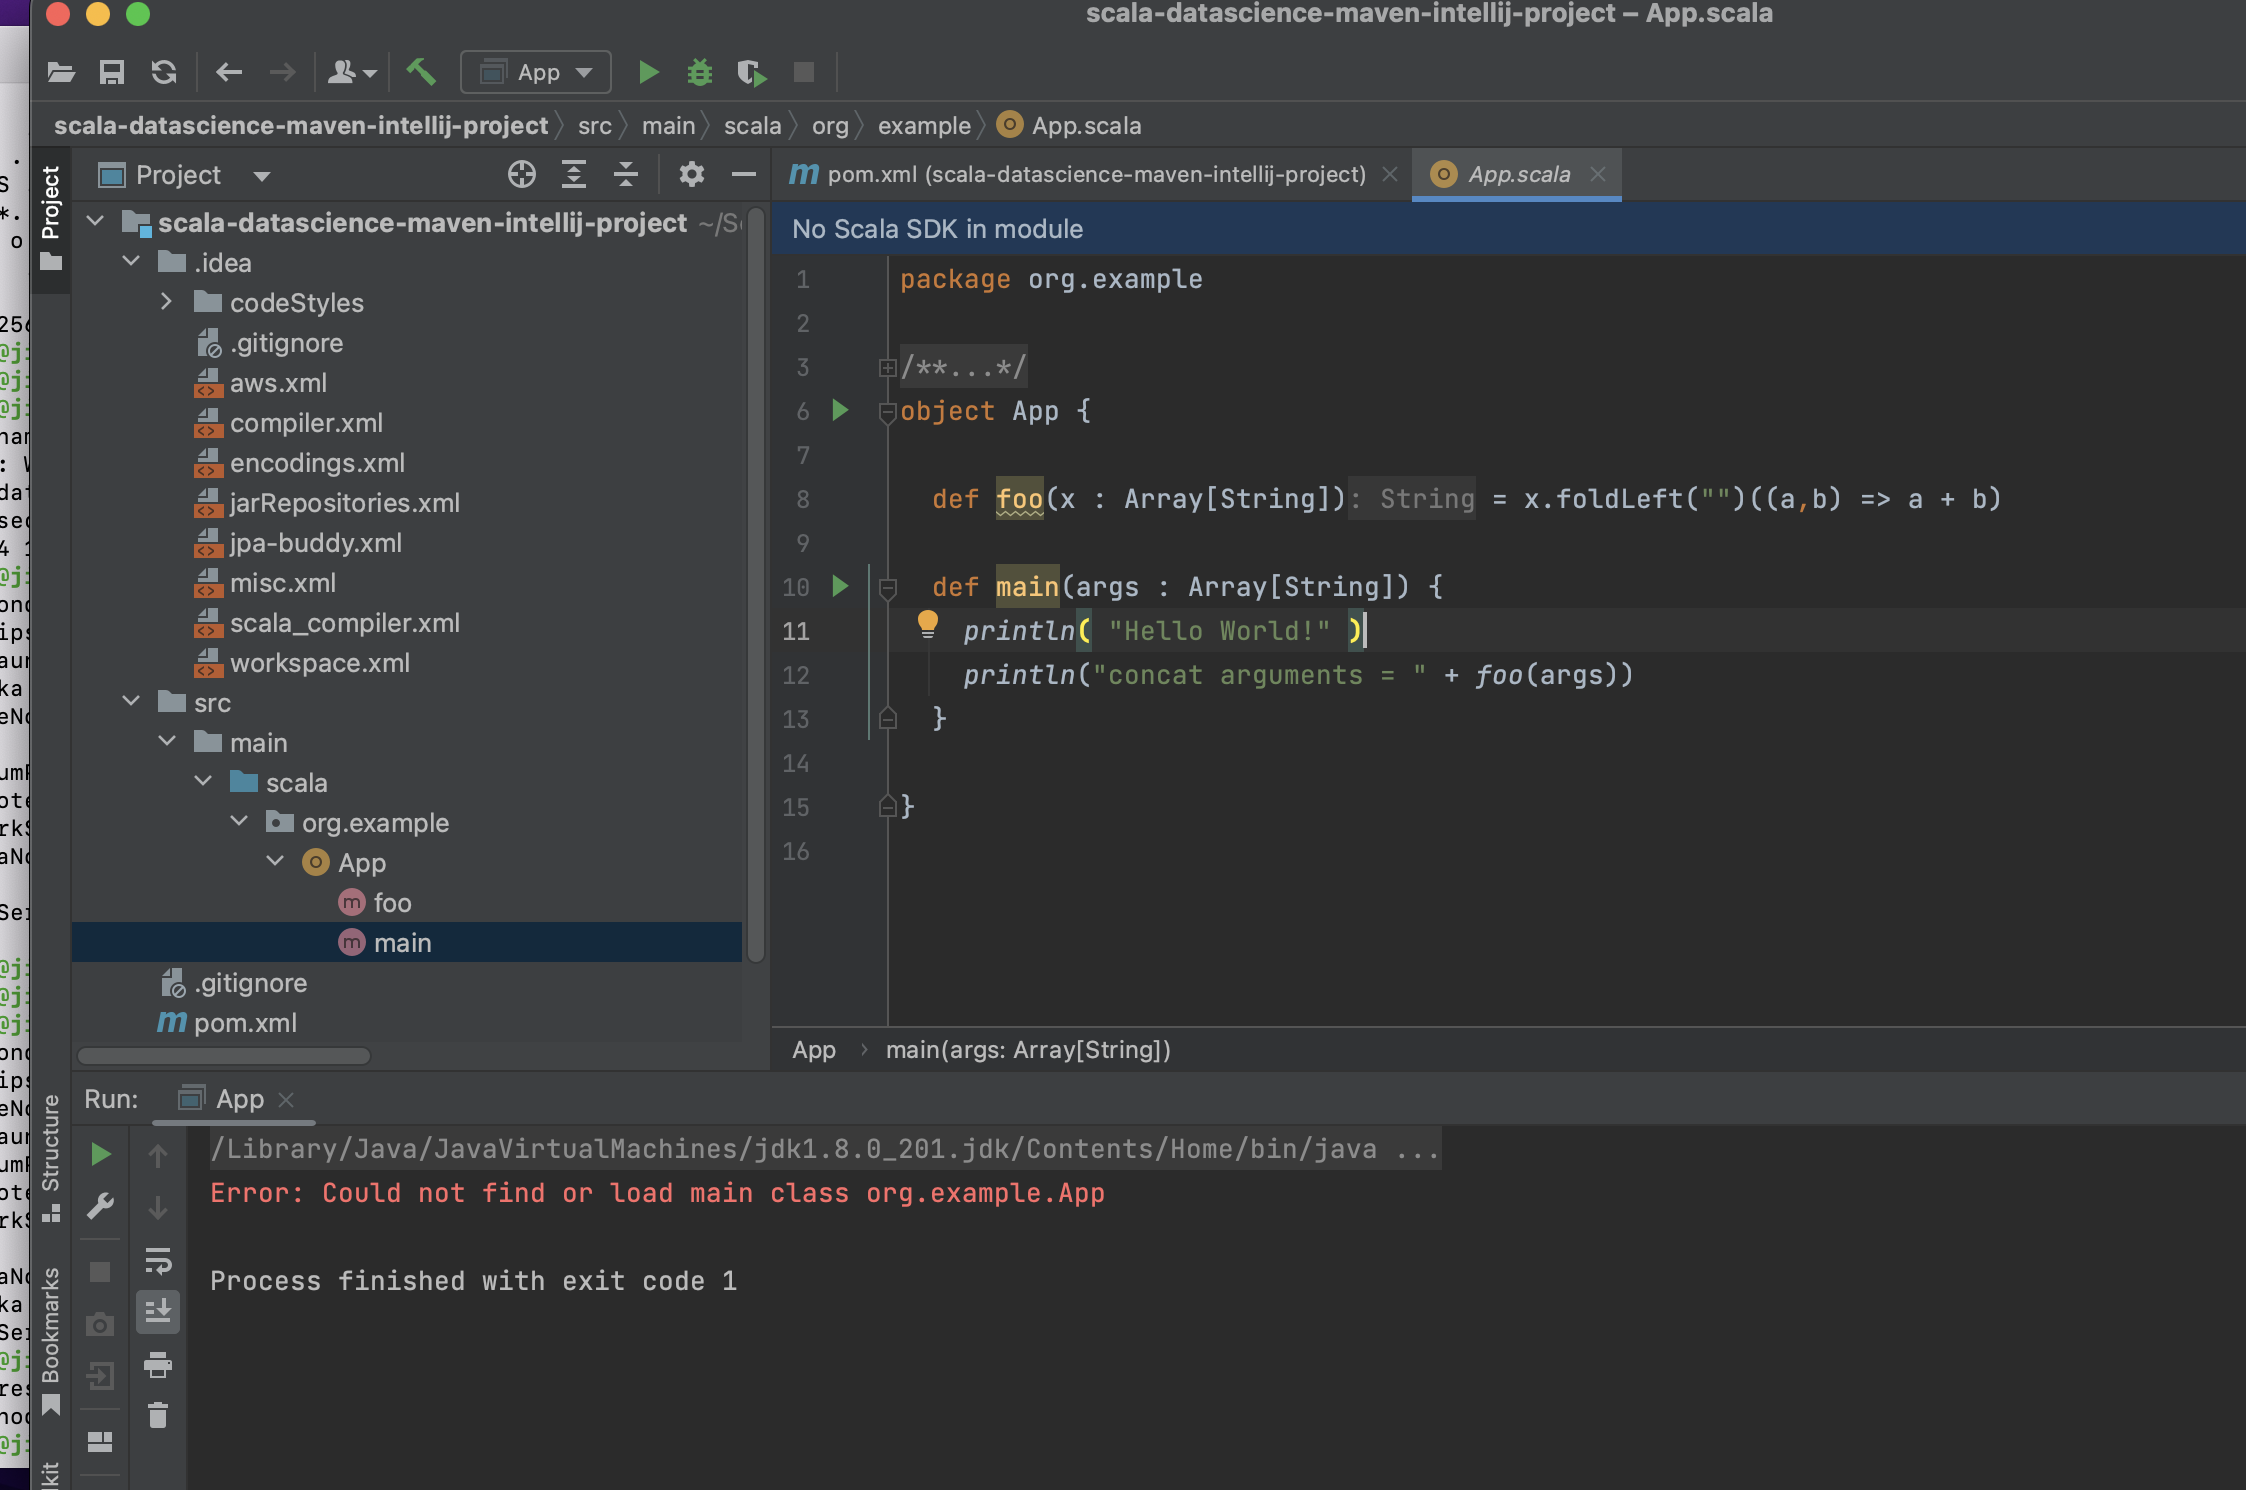 scala-datascience-maven-intellij-project – App.scala
App
scala-datascience-maven-intellij-project src main scala org example App.scala
Project
Project
scala-datascience-maven-intellij-project
.idea
codeStyles
.gitignore
aws.xml
compiler.xml
encodings.xml
jarRepositories.xml
jpa-buddy.xml
misc.xml
scala_compiler.xml
workspace.xml
src
main
scala
org.example
App
foo
main
.gitignore
pom.xml
pom.xml (scala-datascience-maven-intellij-project)
App.scala
No Scala SDK in module
1 package org.example
2
3 /**...*/
6 object App {
7
8 def foo(x : Array[String]): String = x.foldLeft("")((a,b) => a + b)
9
10 def main(args : Array[String]) {
11 println( "Hello World!" )
12 println("concat arguments = " + foo(args))
13 }
14
15 }
16
App › main(args: Array[String])
Run: App
/Library/Java/JavaVirtualMachines/jdk1.8.0_201.jdk/Contents/Home/bin/java ...
Error: Could not find or load main class org.example.App
Process finished with exit code 1
Structure
Bookmarks